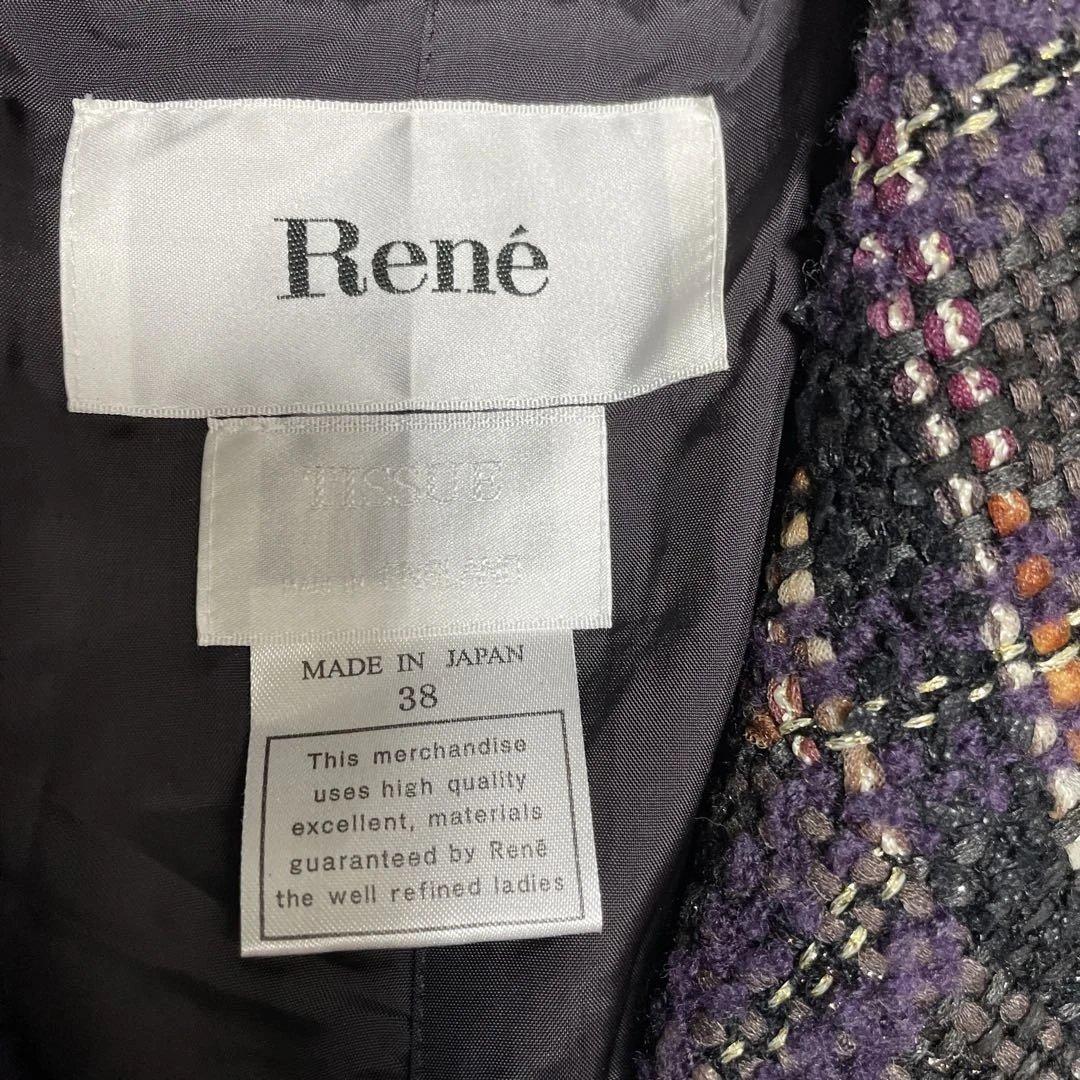 René
TISSUE
MADE IN JAPAN
38
This merchandise
uses high quality
excellent, materials
guaranteed by Renē
the well refined ladies